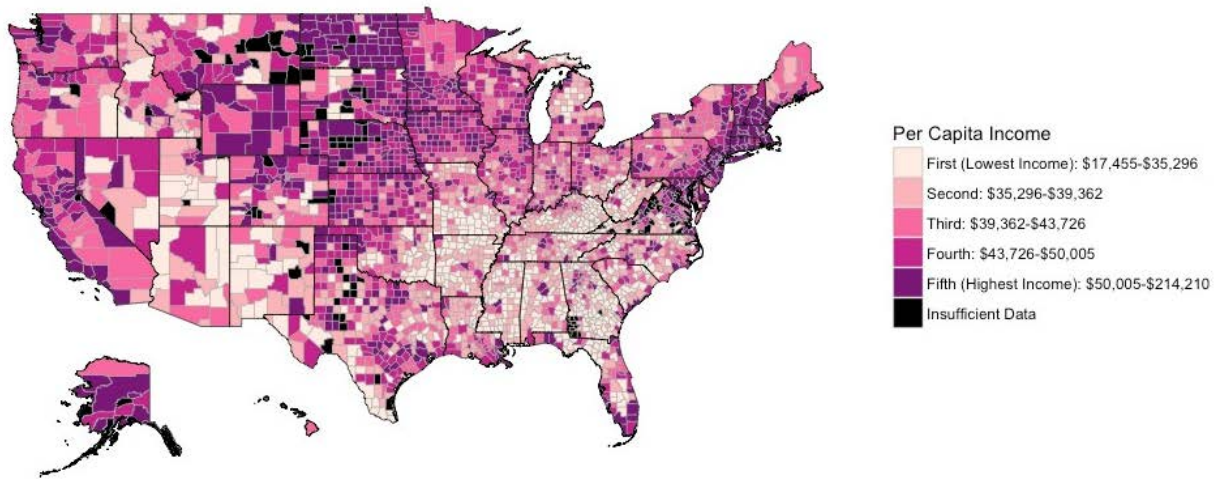 Per Capita Income
First (Lowest Income): $17,455-$35,296
Second: $35,296-$39,362
Third: $39,362-$43,726
Fourth: $43,726-$50,005
Fifth (Highest Income): $50,005-$214,210
Insufficient Data